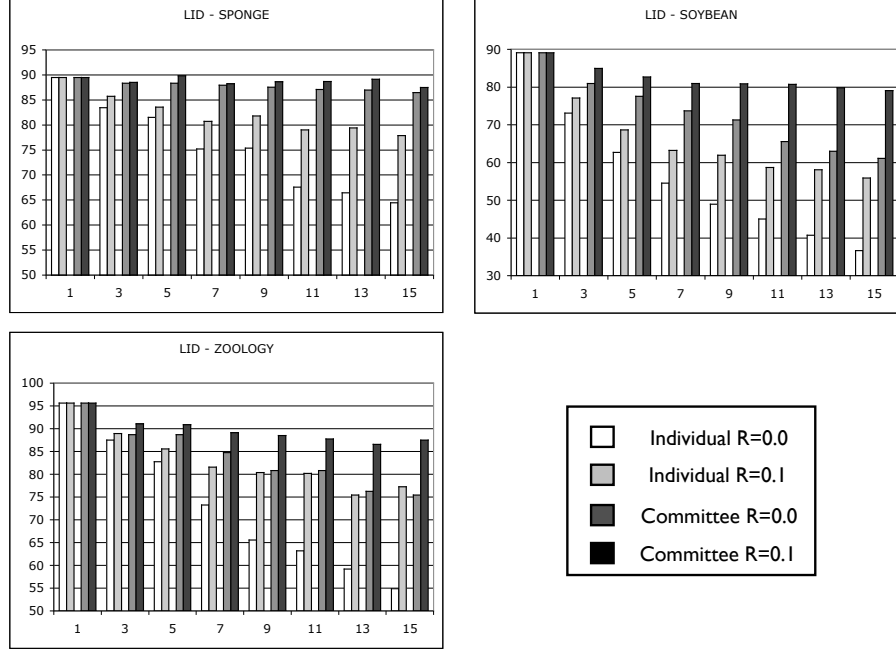 LID - SPONGE
95
90
85
80
75
70
65
60
55
50
1 3 5 7 9 11 13 15
LID - SOYBEAN
90
80
70
60
50
40
30
1 3 5 7 9 11 13 15
LID - ZOOLOGY
100
95
90
85
80
75
70
65
60
55
50
1 3 5 7 9 11 13 15
Individual R=0.0
Individual R=0.1
Committee R=0.0
Committee R=0.1